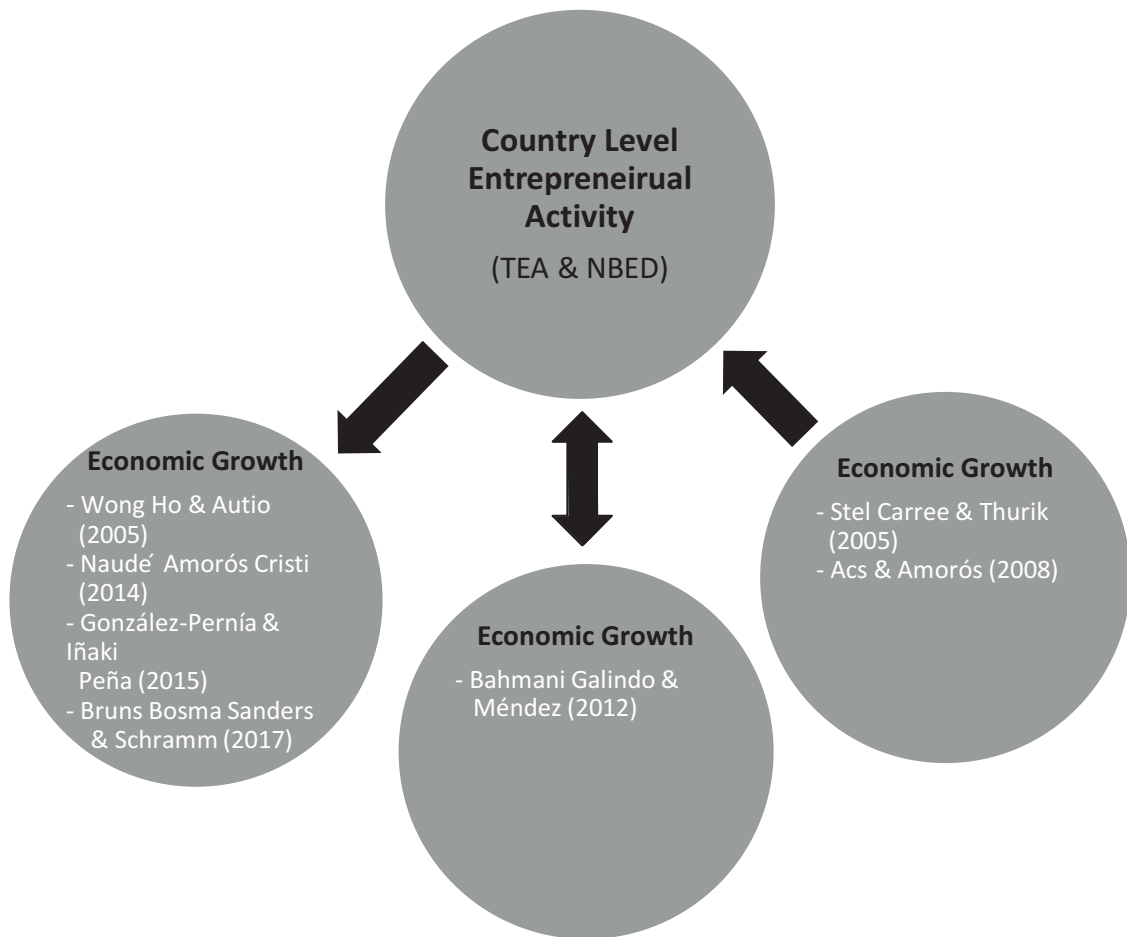 Country Level
Entrepreneirual
Activity
(TEA & NBED)
Economic Growth
- Wong Ho & Autio
(2005)
- Naude´ Amorós Cristi
(2014)
- González-Pernía &
Iñaki
Peña (2015)
- Bruns Bosma Sanders
& Schramm (2017)
Economic Growth
- Bahmani Galindo &
Méndez (2012)
Economic Growth
- Stel Carree & Thurik
(2005)
- Acs & Amorós (2008)